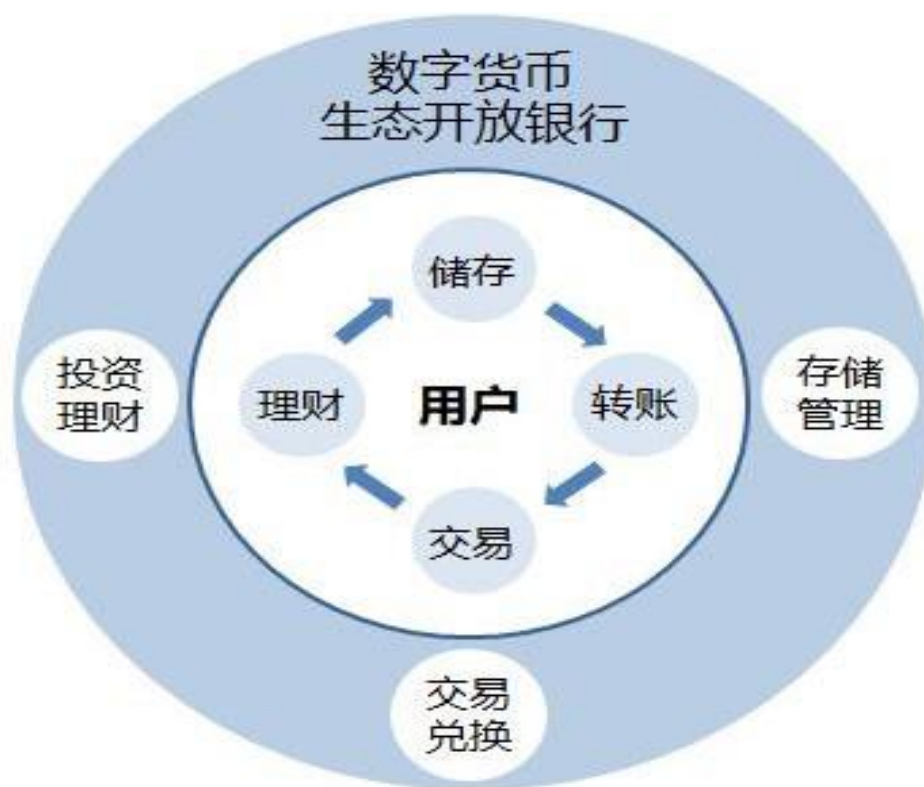 数字货币
生态开放银行
储存
投资
理财
理财
用户
转账
存储
管理
交易
交易
兑换